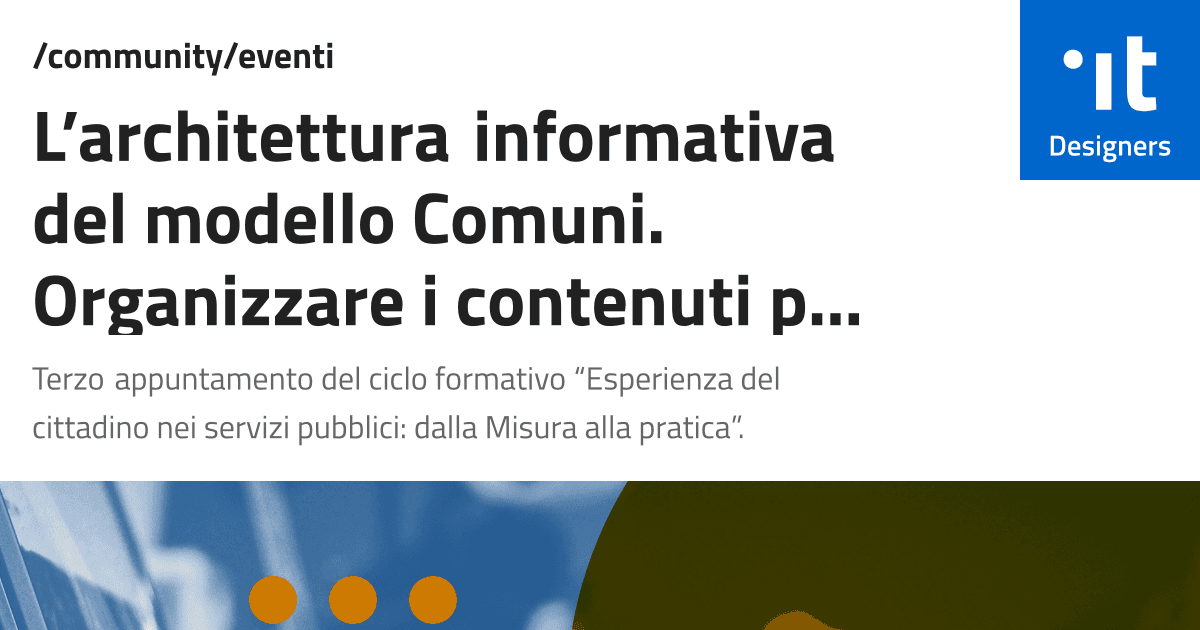 /community/eventi
L’architettura informativa
del modello Comuni.
Organizzare i contenuti p...
Terzo appuntamento del ciclo formativo “Esperienza del
cittadino nei servizi pubblici: dalla Misura alla pratica”.
it
Designers